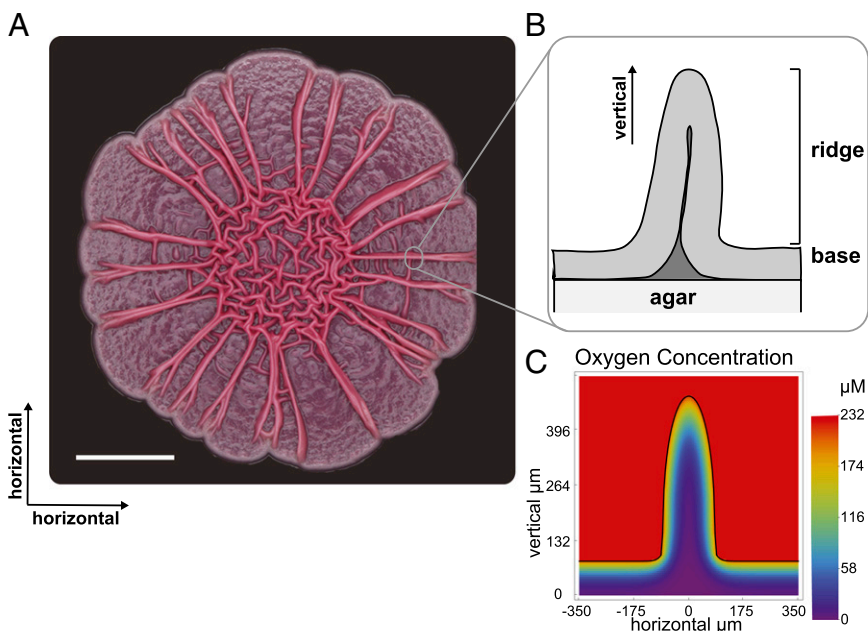 A
horizontal
horizontal
B
vertical
ridge
base
agar
C
Oxygen Concentration
µM
232
174
116
58
0
vertical µm
396
264
132
0
-350 -175 0 175 350
horizontal µm